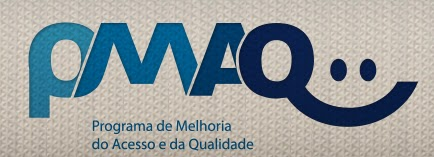 PMAQ
Programa de Melhoria
do Acesso e da Qualidade